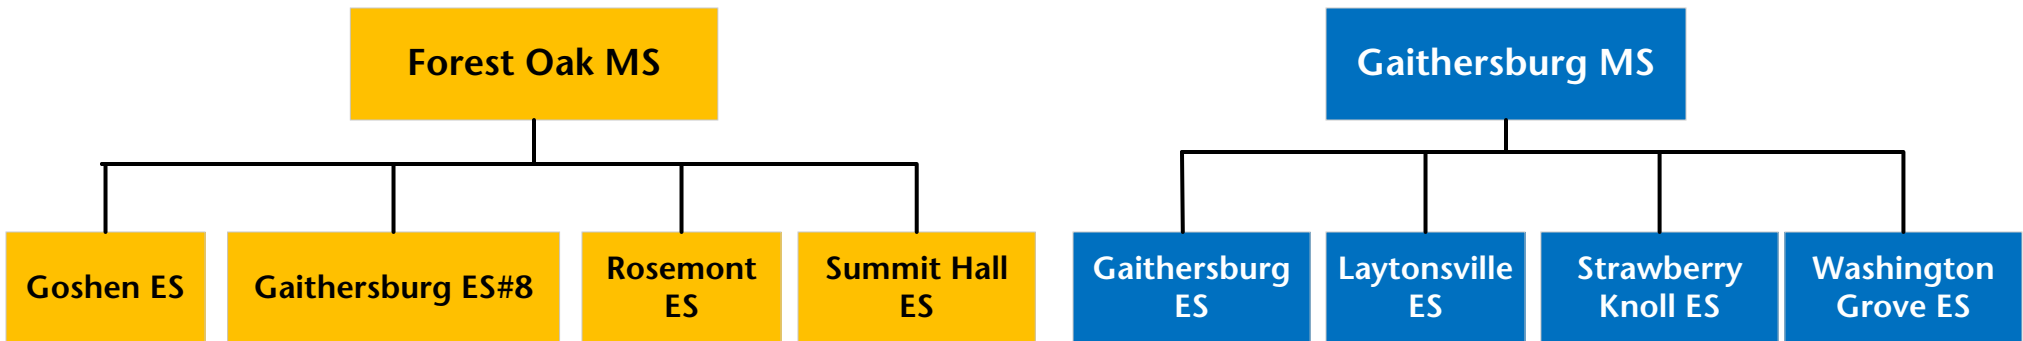 Forest Oak MS
Gaithersburg MS
Goshen ES
Gaithersburg ES#8
Rosemont
ES
Summit Hall
ES
Gaithersburg
ES
Laytonsville
ES
Strawberry
Knoll ES
Washington
Grove ES